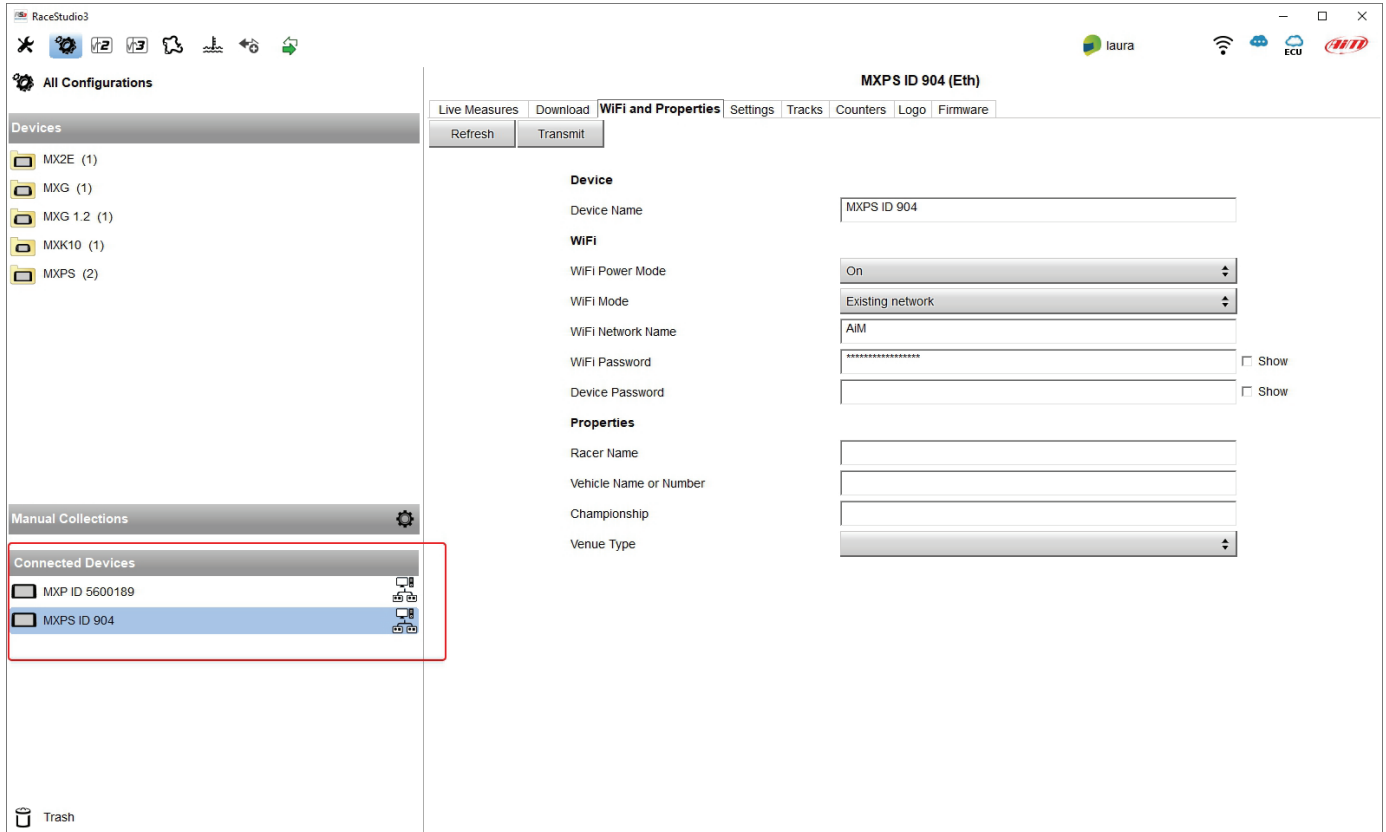 RaceStudio3
laura
ECU
AiM
All Configurations
MXPS ID 904 (Eth)
Live Measures Download WiFi and Properties Settings Tracks Counters Logo Firmware
Refresh Transmit
Devices
MX2E (1)
MXG (1)
MXG 1.2 (1)
MXK10 (1)
MXPS (2)
Device
Device Name MXPS ID 904
WiFi
WiFi Power Mode On
WiFi Mode Existing network
WiFi Network Name AiM
WiFi Password ***************** Show
Device Password Show
Properties
Racer Name
Vehicle Name or Number
Championship
Venue Type
Manual Collections
Connected Devices
MXP ID 5600189
MXPS ID 904
Trash